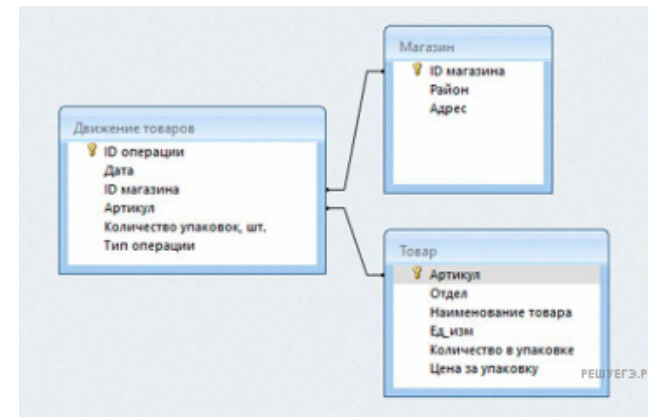 Магазин
ID магазина
Район
Адрес
Движение товаров
ID операции
Дата
ID магазина
Артикул
Количество упаковок, шт.
Тип операции
Товар
Артикул
Отдел
Наименование товара
Ед_изм
Количество в упаковке
Цена за упаковку
РЕШУЕГЭ.Р